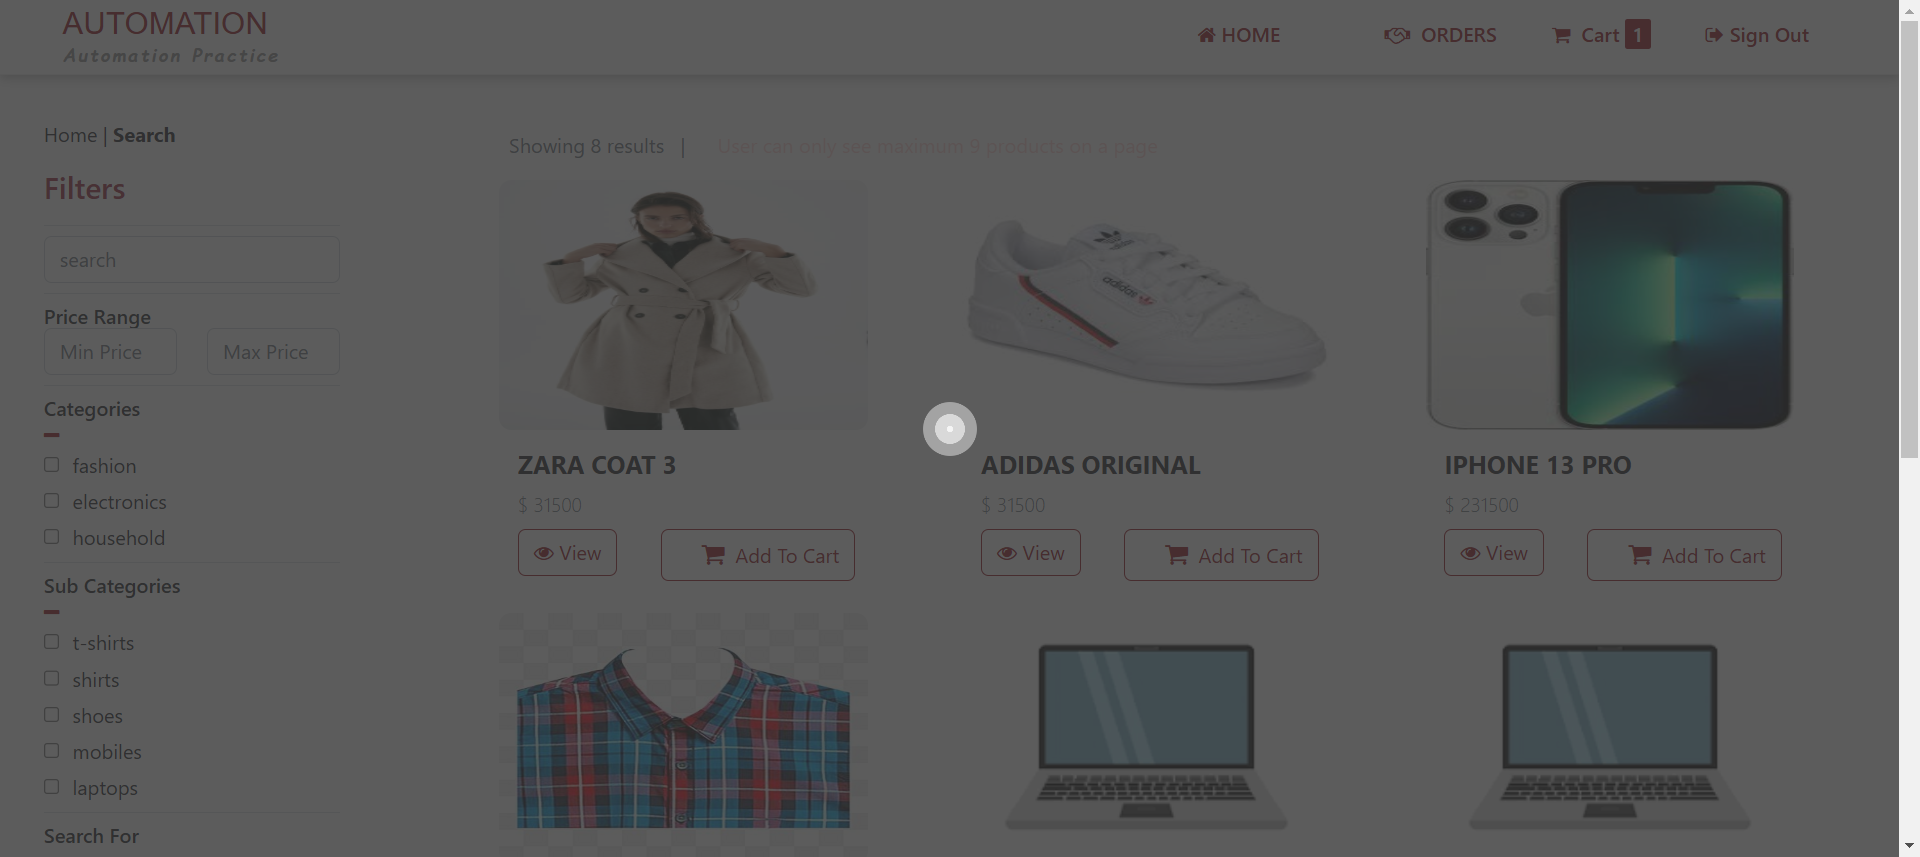 AUTOMATION
Automation Practice
HOME
ORDERS
Cart 1
Sign Out
Home | Search
Showing 8 results |
User can only see maximum 9 products on a page
Filters
search
Price Range
Min Price
Max Price
Categories
fashion
electronics
household
Sub Categories
t-shirts
shirts
shoes
mobiles
laptops
Search For
adidas
ZARA COAT 3
$ 31500
View
Add To Cart
ADIDAS ORIGINAL
$ 31500
View
Add To Cart
IPHONE 13 PRO
$ 231500
View
Add To Cart